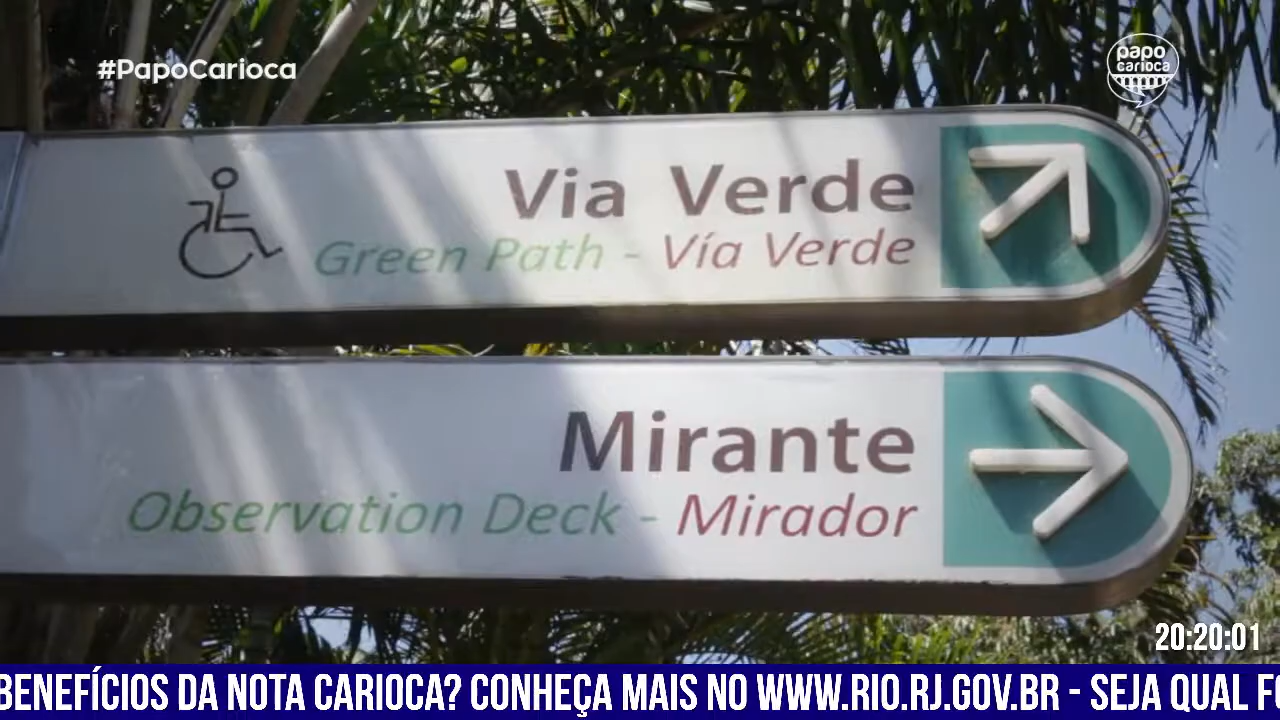 #PapoCarioca
papo
carioca
Via Verde
Green Path - Vía Verde
Mirante
Observation Deck - Mirador
20:20:01
BENEFÍCIOS DA NOTA CARIOCA? CONHEÇA MAIS NO WWW.RIO.RJ.GOV.BR - SEJA QUAL